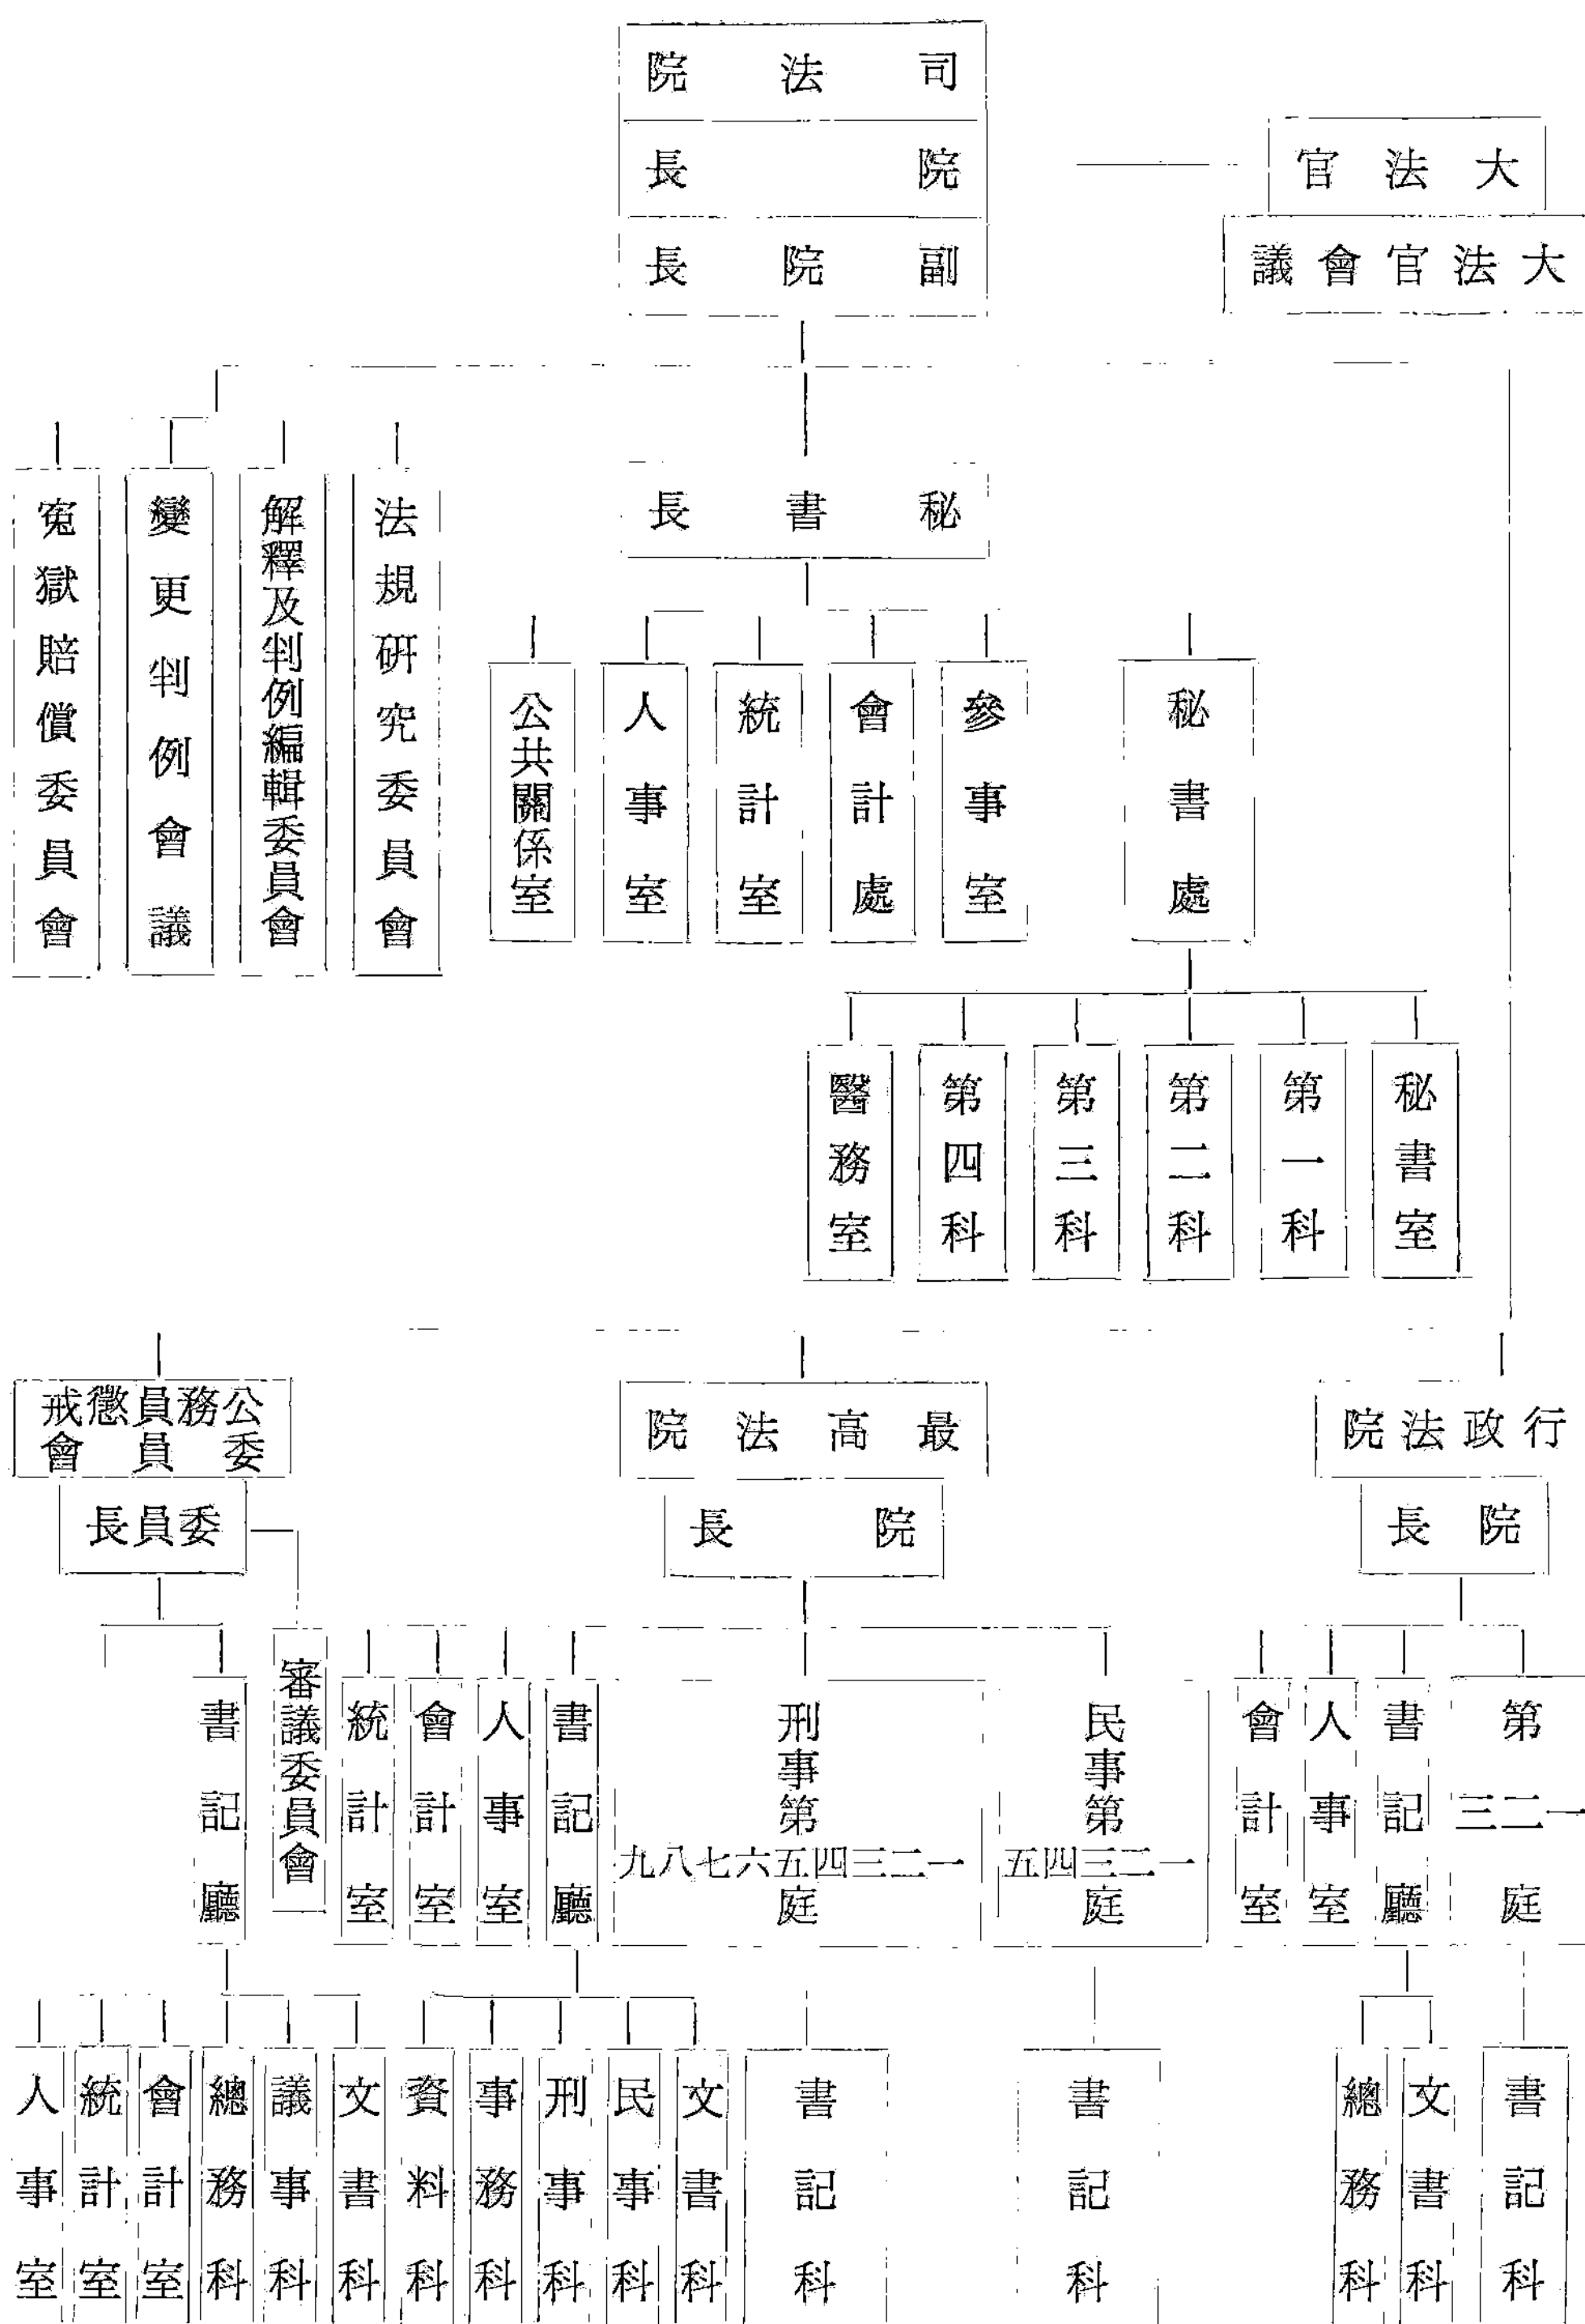 司法院
院長
副院長
大法官
大法官會議
秘書長
法規研究委員會
解釋及判例編輯委員會
變更判例會議
寃獄賠償委員會
秘書處
參事室
會計處
統計室
人事室
公共關係室
秘書室
第一科
第二科
第三科
第四科
醫務室
行政法院
院長
最高法院
院長
公務員懲戒
委員會
委員長
第
一二三
庭
書記廳
人事室
會計室
民事第
一二三四五
庭
刑事第
一二三四五六七八九
庭
書記廳
人事室
會計室
統計室
審議委員會
書記廳
書記科
文書科
總務科
書記科
書記科
文書科
民事科
刑事科
事務科
資料科
文書科
議事科
總務科
會計室
統計室
人事室